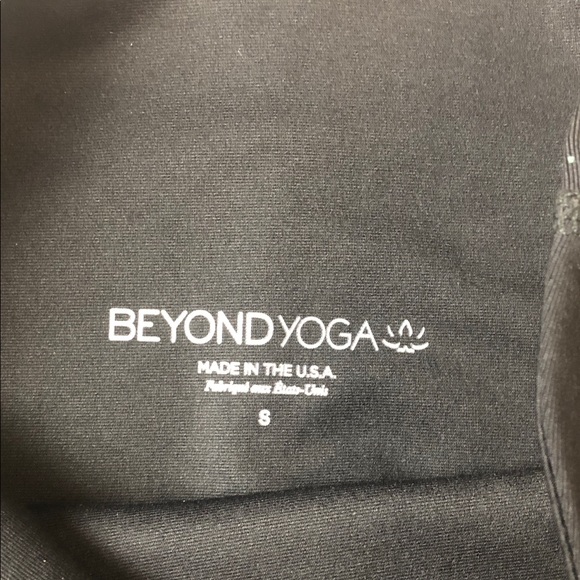 BEYOND YOGA
MADE IN THE U.S.A.
Fabriqué aux États-Unis
S